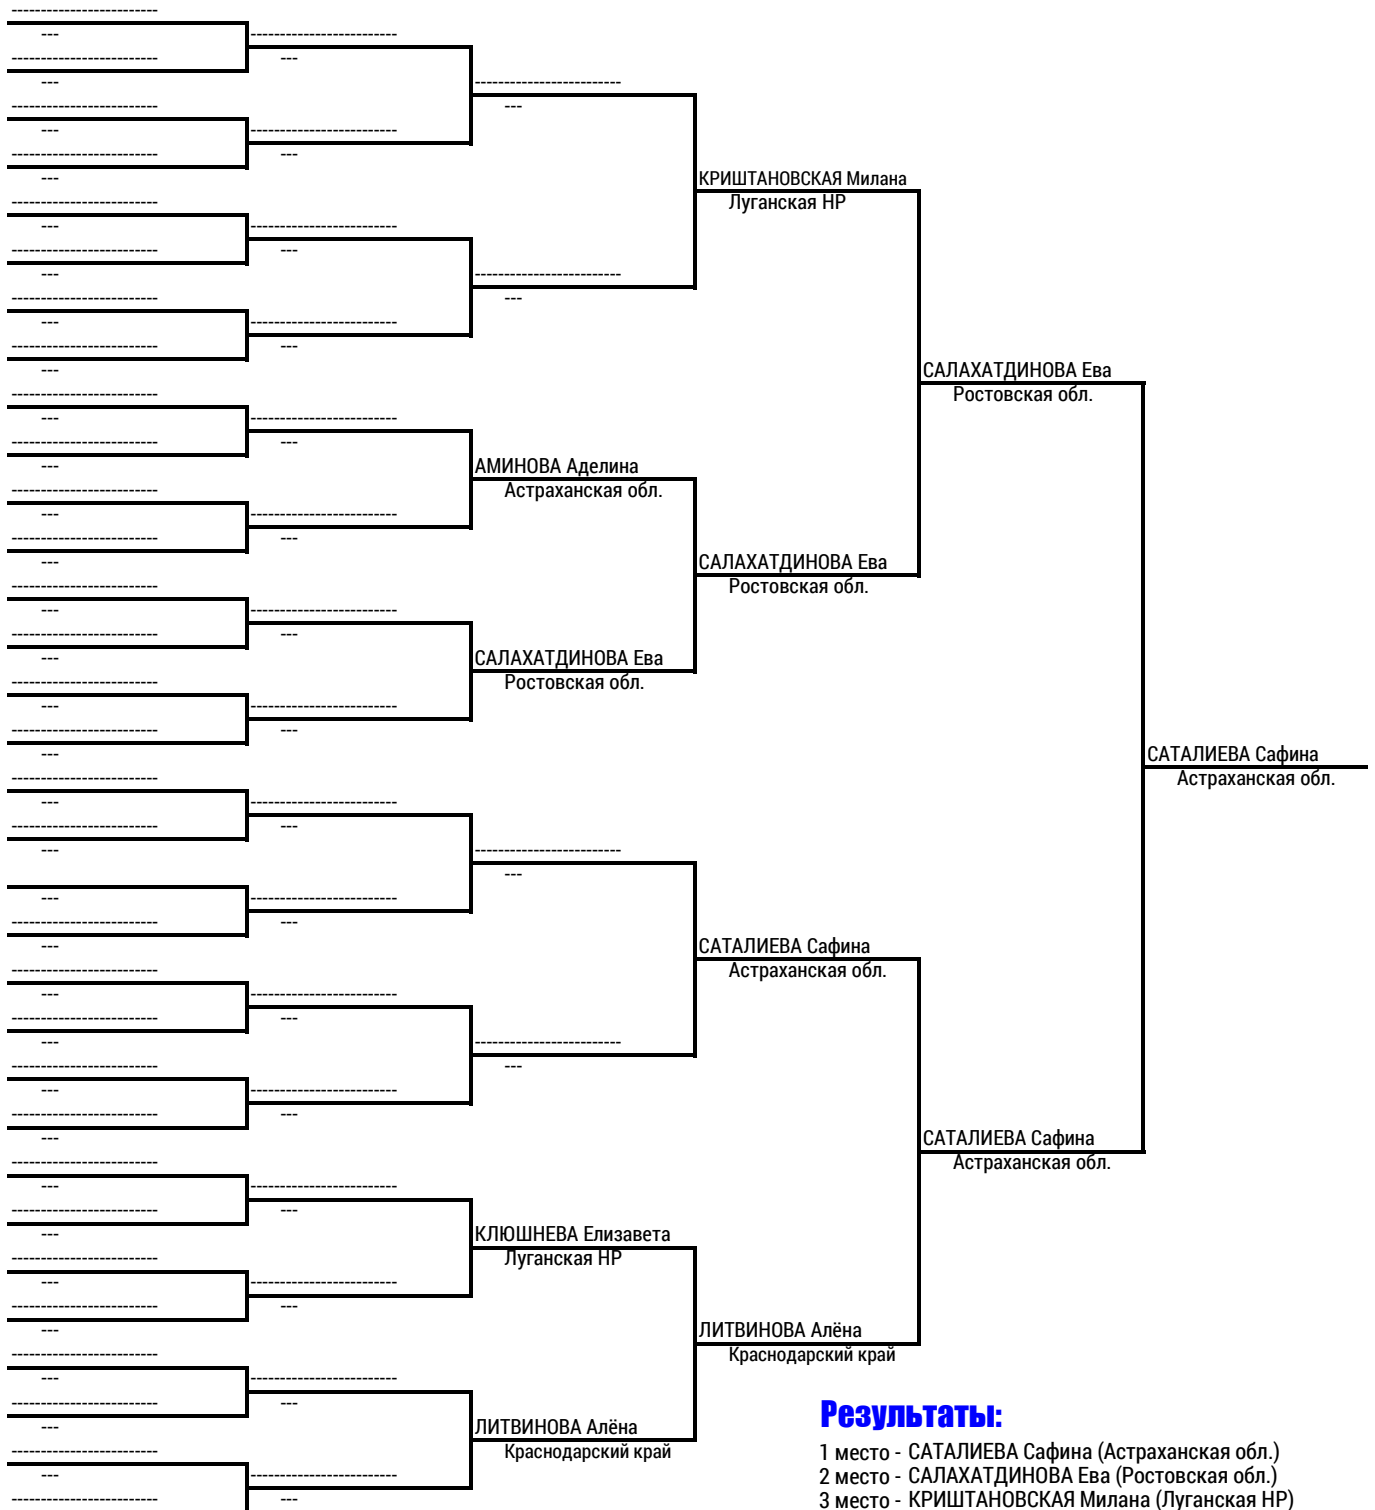 КРИШТАНОВСКАЯ Милана
Луганская НР
САЛАХАТДИНОВА Ева
Ростовская обл.
АМИНОВА Аделина
Астраханская обл.
САЛАХАТДИНОВА Ева
Ростовская обл.
САЛАХАТДИНОВА Ева
Ростовская обл.
САТАЛИЕВА Сафина
Астраханская обл.
САТАЛИЕВА Сафина
Астраханская обл.
САТАЛИЕВА Сафина
Астраханская обл.
КЛЮШНЕВА Елизавета
Луганская НР
ЛИТВИНОВА Алёна
Краснодарский край
ЛИТВИНОВА Алёна
Краснодарский край
Результаты:
1 место - САТАЛИЕВА Сафина (Астраханская обл.)
2 место - САЛАХАТДИНОВА Ева (Ростовская обл.)
3 место - КРИШТАНОВСКАЯ Милана (Луганская НР)